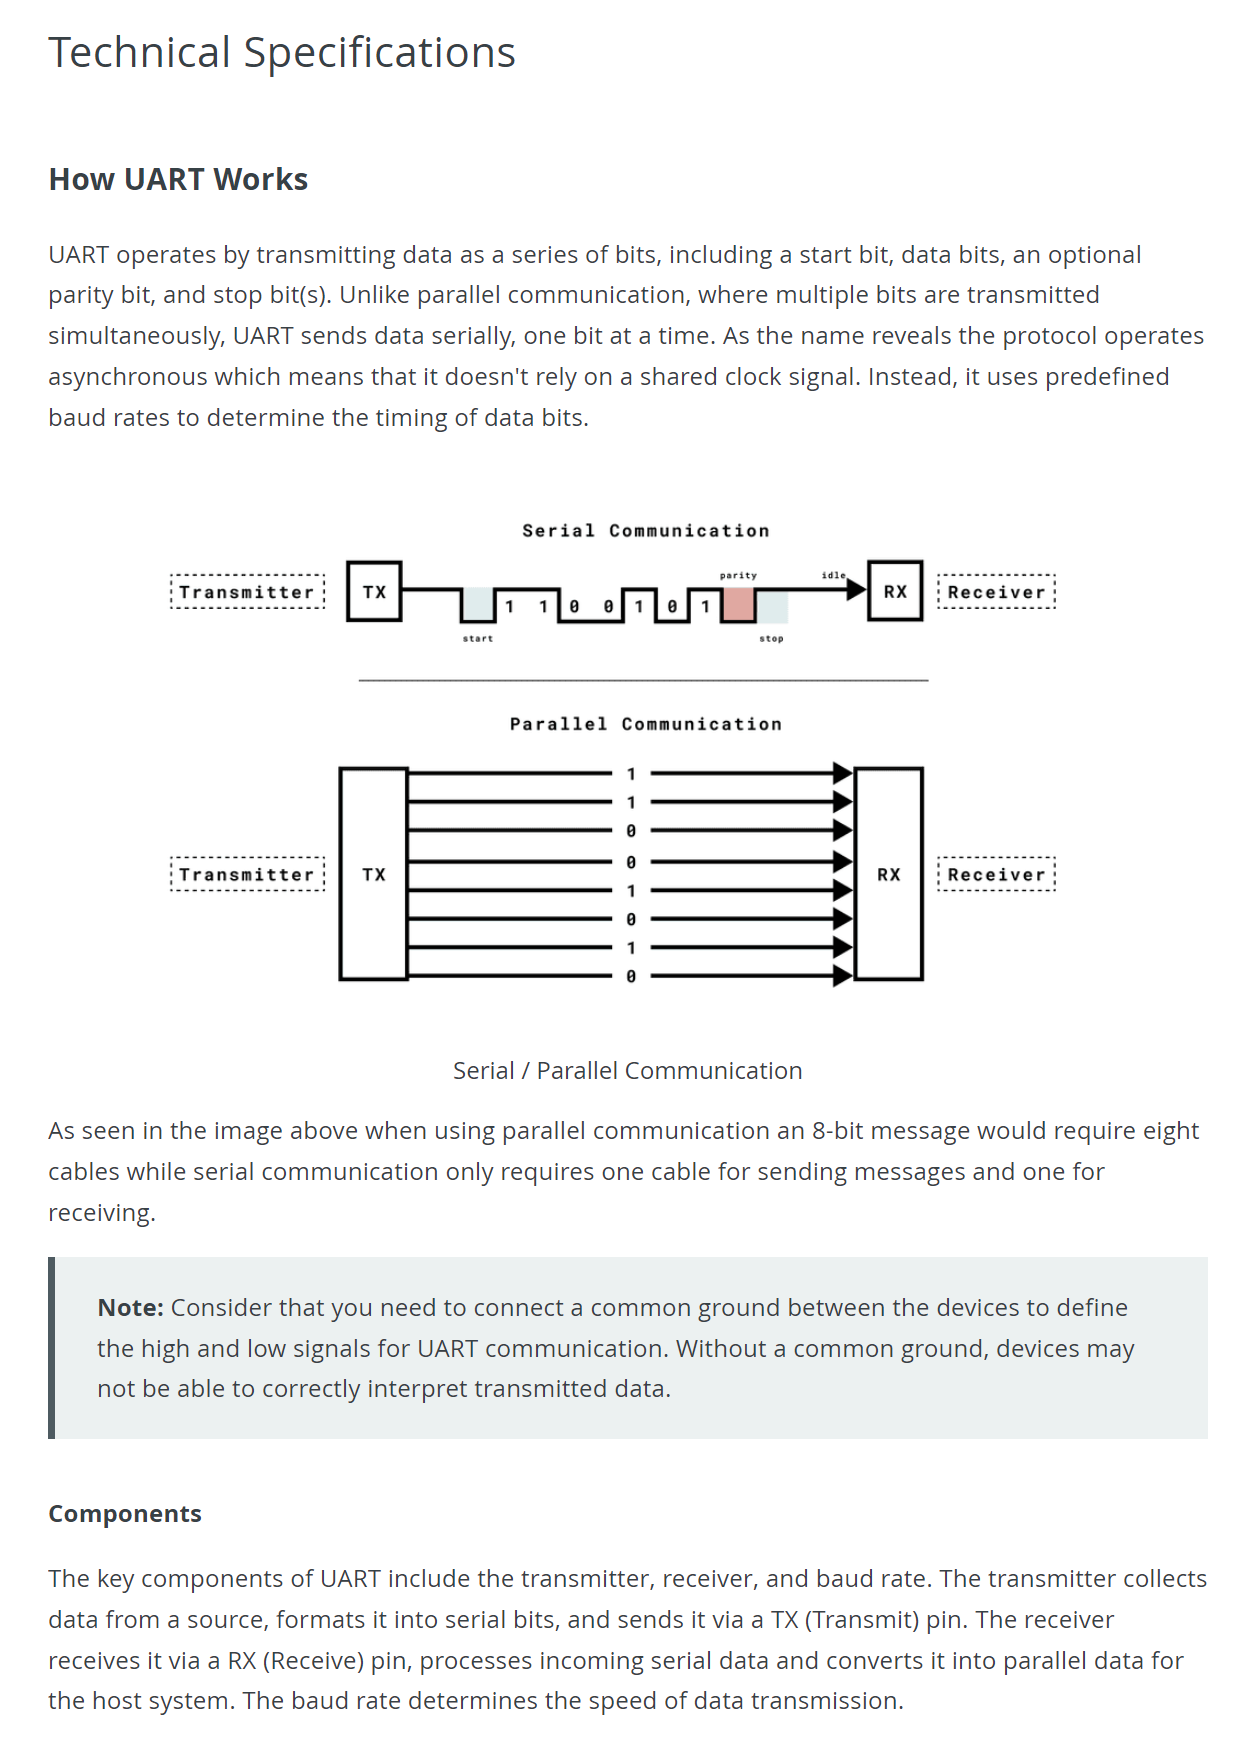 Technical Specifications
How UART Works
UART operates by transmitting data as a series of bits, including a start bit, data bits, an optional
parity bit, and stop bit(s). Unlike parallel communication, where multiple bits are transmitted
simultaneously, UART sends data serially, one bit at a time. As the name reveals the protocol operates
asynchronous which means that it doesn't rely on a shared clock signal. Instead, it uses predefined
baud rates to determine the timing of data bits.
Serial Communication
parity idle
Transmitter TX 1 1 0 0 1 0 1 RX Receiver
start stop
Parallel Communication
1
1
0
0
Transmitter TX RX Receiver
1
0
1
0
Serial / Parallel Communication
As seen in the image above when using parallel communication an 8-bit message would require eight
cables while serial communication only requires one cable for sending messages and one for
receiving.
Note: Consider that you need to connect a common ground between the devices to define
the high and low signals for UART communication. Without a common ground, devices may
not be able to correctly interpret transmitted data.
Components
The key components of UART include the transmitter, receiver, and baud rate. The transmitter collects
data from a source, formats it into serial bits, and sends it via a TX (Transmit) pin. The receiver
receives it via a RX (Receive) pin, processes incoming serial data and converts it into parallel data for
the host system. The baud rate determines the speed of data transmission.